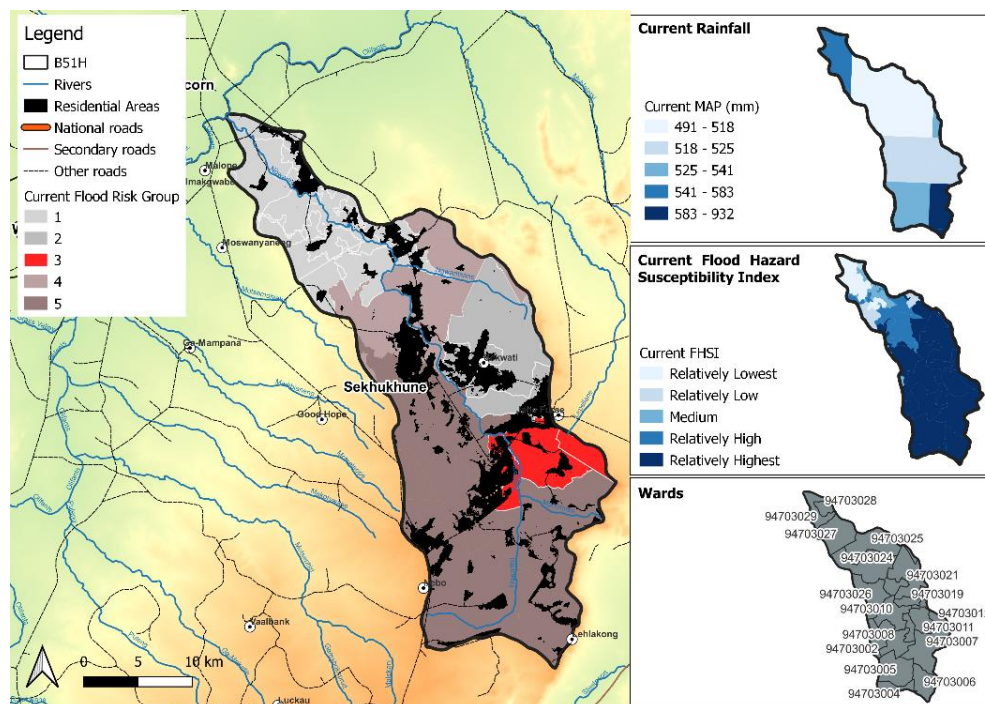 Legend
B51H
Rivers
Residential Areas
National roads
Secondary roads
Other roads
Current Flood Risk Group
1
2
3
4
5
Olifants
corn
Malope
Moswanyaneng
Ga-Mampana
Sekhukhune
Good Hope
Nebo
Vaalbank
Lehlakong
Luckau
0 5 10 km
Current Rainfall
Current MAP (mm)
491 - 518
518 - 525
525 - 541
541 - 583
583 - 932
Current Flood Hazard
Susceptibility Index
Current FHSI
Relatively Lowest
Relatively Low
Medium
Relatively High
Relatively Highest
Wards
94703028
94703029
94703027
94703025
94703024
94703021
94703026
94703019
94703010
94703011
94703008
94703007
94703002
94703005
94703006
94703004